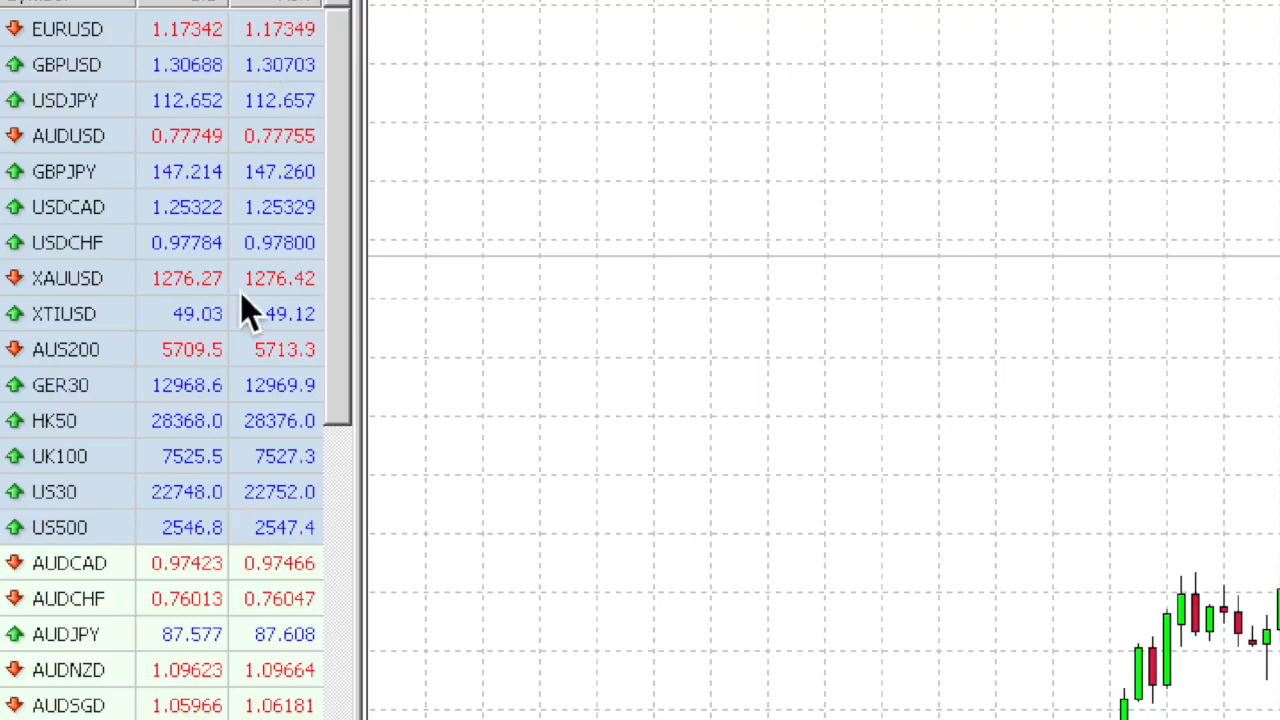 EURUSD 1.17342 1.17349
GBPUSD 1.30688 1.30703
USDJPY 112.652 112.657
AUDUSD 0.77749 0.77755
GBPJPY 147.214 147.260
USDCAD 1.25322 1.25329
USDCHF 0.97784 0.97800
XAUUSD 1276.27 1276.42
XTIUSD 49.03 49.12
AUS200 5709.5 5713.3
GER30 12968.6 12969.9
HK50 28368.0 28376.0
UK100 7525.5 7527.3
US30 22748.0 22752.0
US500 2546.8 2547.4
AUDCAD 0.97423 0.97466
AUDCHF 0.76013 0.76047
AUDJPY 87.577 87.608
AUDNZD 1.09623 1.09664
AUDSGD 1.05966 1.06181